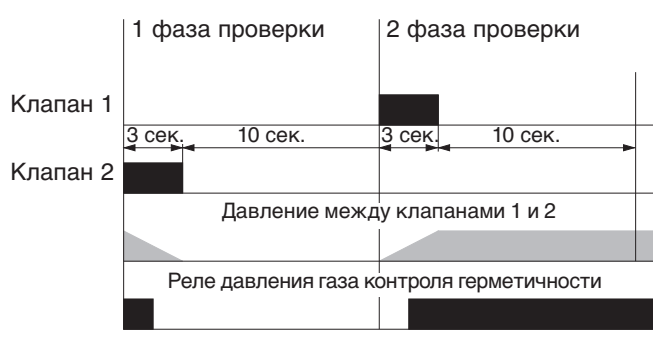 1 фаза проверки
2 фаза проверки
Клапан 1
3 сек.
10 сек.
3 сек.
10 сек.
Клапан 2
Давление между клапанами 1 и 2
Реле давления газа контроля герметичности